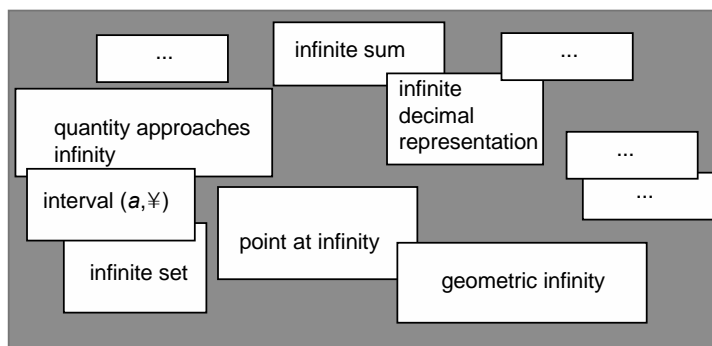 ...
infinite sum
...
infinite
decimal
representation
quantity approaches
infinity
...
...
interval (a,¥)
infinite set
point at infinity
geometric infinity